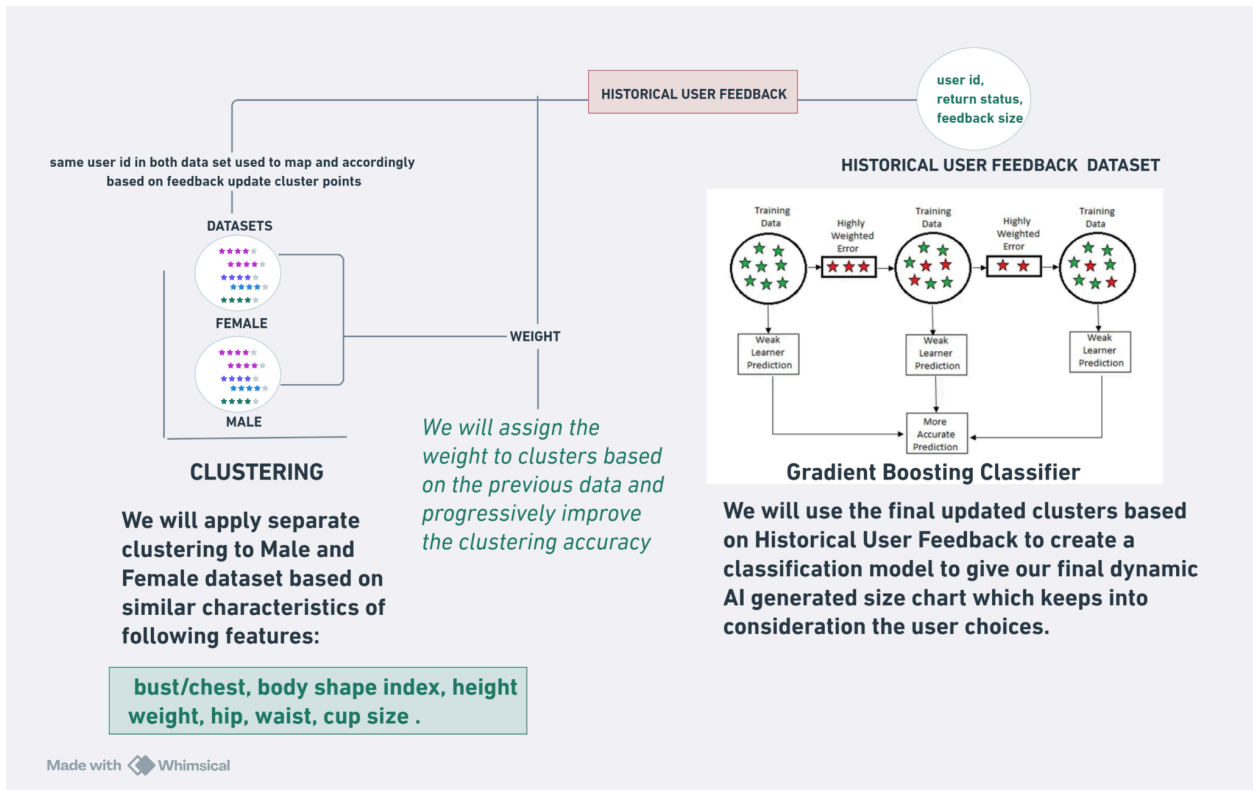 HISTORICAL USER FEEDBACK
user id,
return status,
feedback size
HISTORICAL USER FEEDBACK DATASET
same user id in both data set used to map and accordingly
based on feedback update cluster points
DATASETS
FEMALE
MALE
WEIGHT
CLUSTERING
We will apply separate
clustering to Male and
Female dataset based on
similar characteristics of
following features:
bust/chest, body shape index, height
weight, hip, waist, cup size .
We will assign the
weight to clusters based
on the previous data and
progressively improve
the clustering accuracy
Training
Data
Highly
Weighted
Error
Training
Data
Highly
Weighted
Error
Training
Data
Weak
Learner
Prediction
Weak
Learner
Prediction
Weak
Learner
Prediction
More
Accurate
Prediction
Gradient Boosting Classifier
We will use the final updated clusters based
on Historical User Feedback to create a
classification model to give our final dynamic
AI generated size chart which keeps into
consideration the user choices.
Made with Whimsical